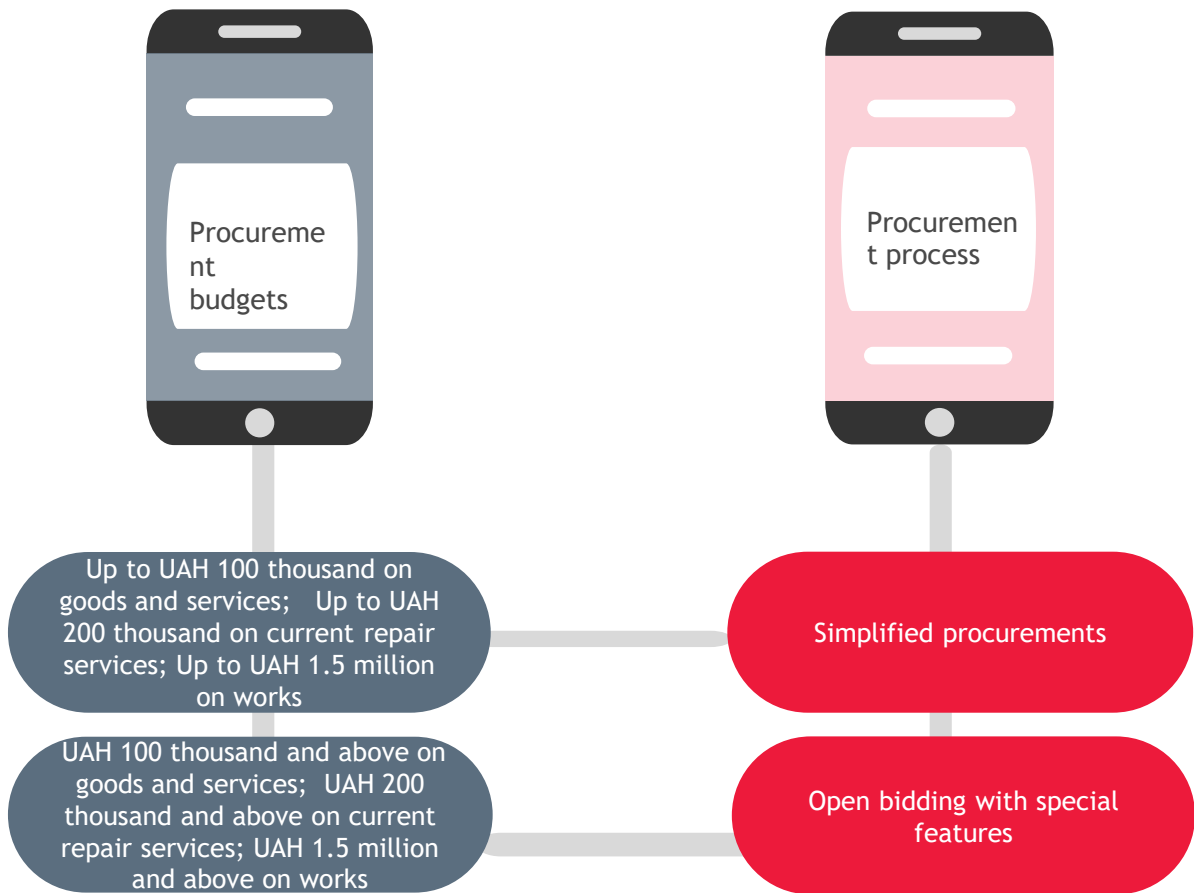 Procureme
nt
budgets
Procuremen
t process
Up to UAH 100 thousand on
goods and services;   Up to UAH
200 thousand on current repair
services; Up to UAH 1.5 million
on works
Simplified procurements
UAH 100 thousand and above on
goods and services;  UAH 200
thousand and above on current
repair services; UAH 1.5 million
and above on works
Open bidding with special
features